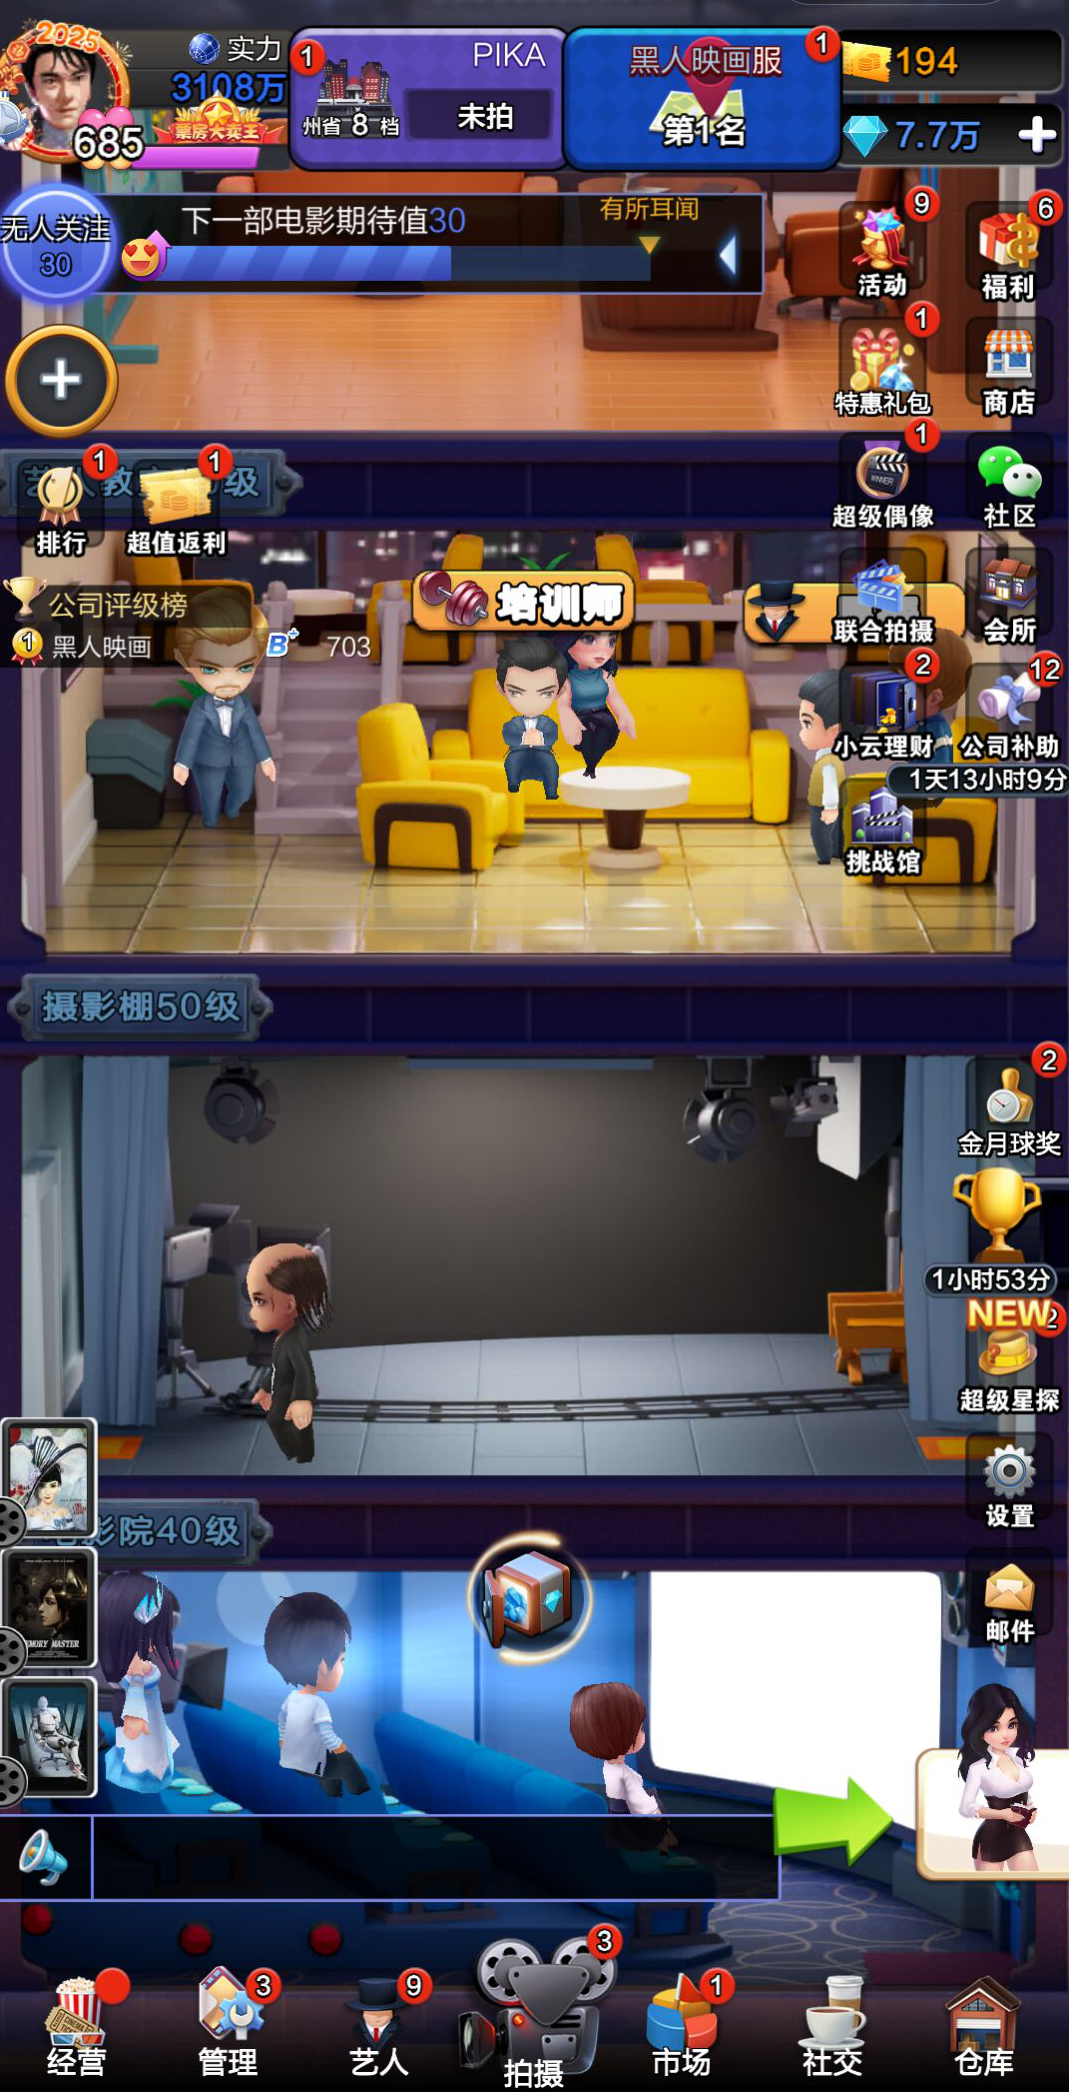 2025
实力
3108万
685
票房大卖王
1
PIKA
州省 8 档
未拍
1
黑人映画服
第1名
194
7.7万
无人关注
30
下一部电影期待值30
有所耳闻
9
活动
6
福利
1
特惠礼包
商店
1
WINNER
超级偶像
社区
级
1
排行
1
超值返利
公司评级榜
1
黑人映画
B+
703
培训师
联合拍摄
会所
2
小云理财
12
公司补助
1天13小时9分
挑战馆
摄影棚50级
2
金月球奖
1小时53分
NEW
2
超级星探
设置
影院40级
MORY MASTER
邮件
经营
3
管理
9
艺人
3
拍摄
1
市场
社交
仓库